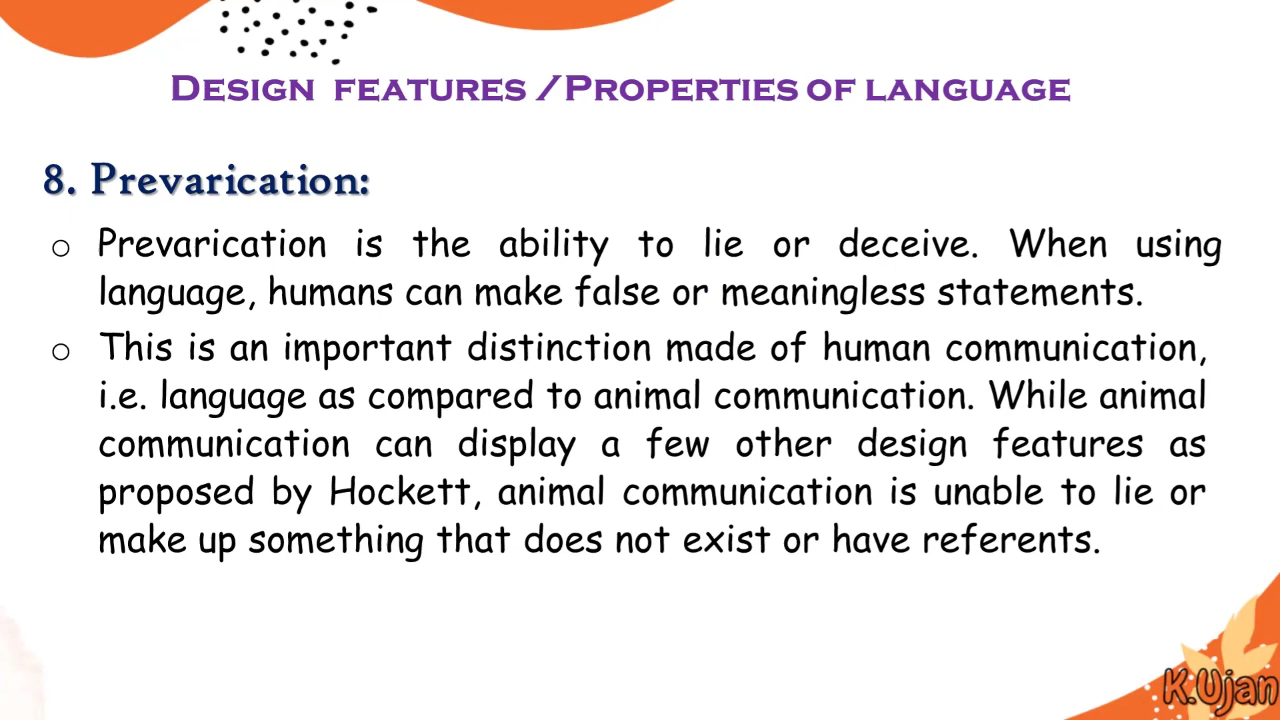 Design features /Properties of language
8. Prevarication:
o Prevarication is the ability to lie or deceive. When using
language, humans can make false or meaningless statements.
o This is an important distinction made of human communication,
i.e. language as compared to animal communication. While animal
communication can display a few other design features as
proposed by Hockett, animal communication is unable to lie or
make up something that does not exist or have referents.
K.Ujan